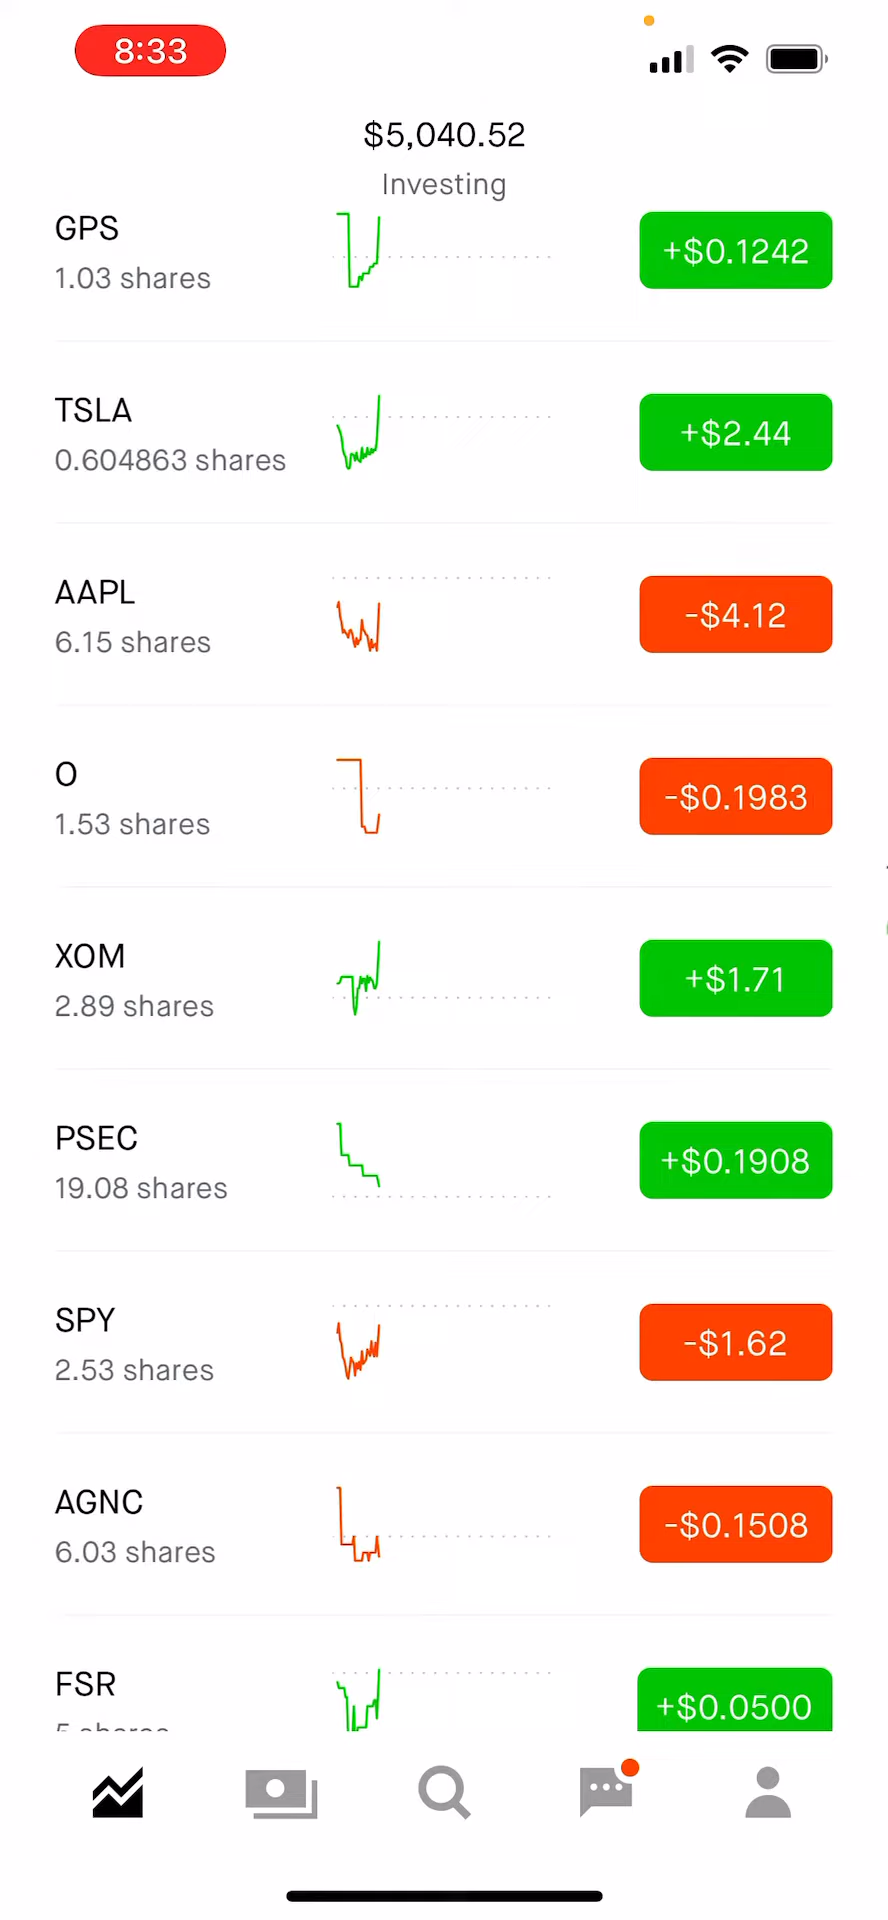 8:33
$5,040.52
Investing
GPS
1.03 shares
+$0.1242
TSLA
0.604863 shares
+$2.44
AAPL
6.15 shares
-$4.12
O
1.53 shares
-$0.1983
XOM
2.89 shares
+$1.71
PSEC
19.08 shares
+$0.1908
SPY
2.53 shares
-$1.62
AGNC
6.03 shares
-$0.1508
FSR
5 shares
+$0.0500